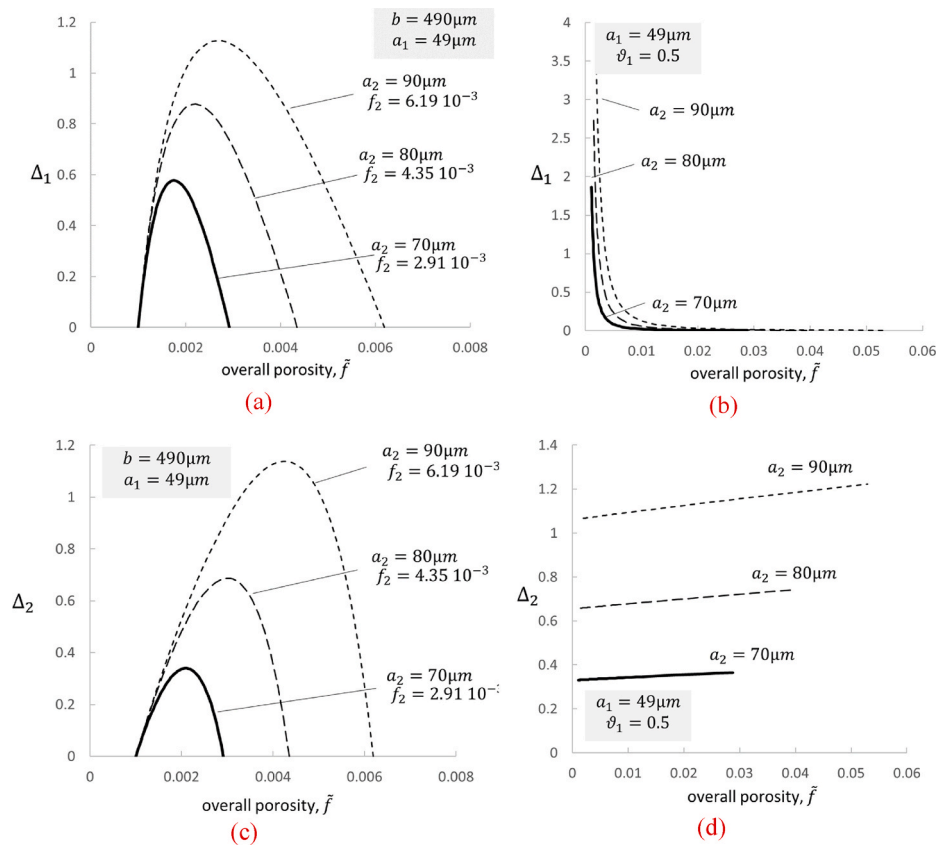 1.2
1
0.8
0.6
0.4
0.2
0
Δ₁
b = 490μm
a₁ = 49μm
a₂ = 90μm
f₂ = 6.19 10⁻³
a₂ = 80μm
f₂ = 4.35 10⁻³
a₂ = 70μm
f₂ = 2.91 10⁻³
0 0.002 0.004 0.006 0.008
overall porosity, f̃
(a)
4
3.5
3
2.5
2
1.5
1
0.5
0
Δ₁
a₁ = 49μm
ϑ₁ = 0.5
a₂ = 90μm
a₂ = 80μm
a₂ = 70μm
0 0.01 0.02 0.03 0.04 0.05 0.06
overall porosity, f̃
(b)
1.2
1
0.8
0.6
0.4
0.2
0
Δ₂
b = 490μm
a₁ = 49μm
a₂ = 90μm
f₂ = 6.19 10⁻³
a₂ = 80μm
f₂ = 4.35 10⁻³
a₂ = 70μm
f₂ = 2.91 10⁻³
0 0.002 0.004 0.006 0.008
overall porosity, f̃
(c)
1.4
1.2
1
0.8
0.6
0.4
0.2
0
Δ₂
a₂ = 90μm
a₂ = 80μm
a₂ = 70μm
a₁ = 49μm
ϑ₁ = 0.5
0 0.01 0.02 0.03 0.04 0.05 0.06
overall porosity, f̃
(d)